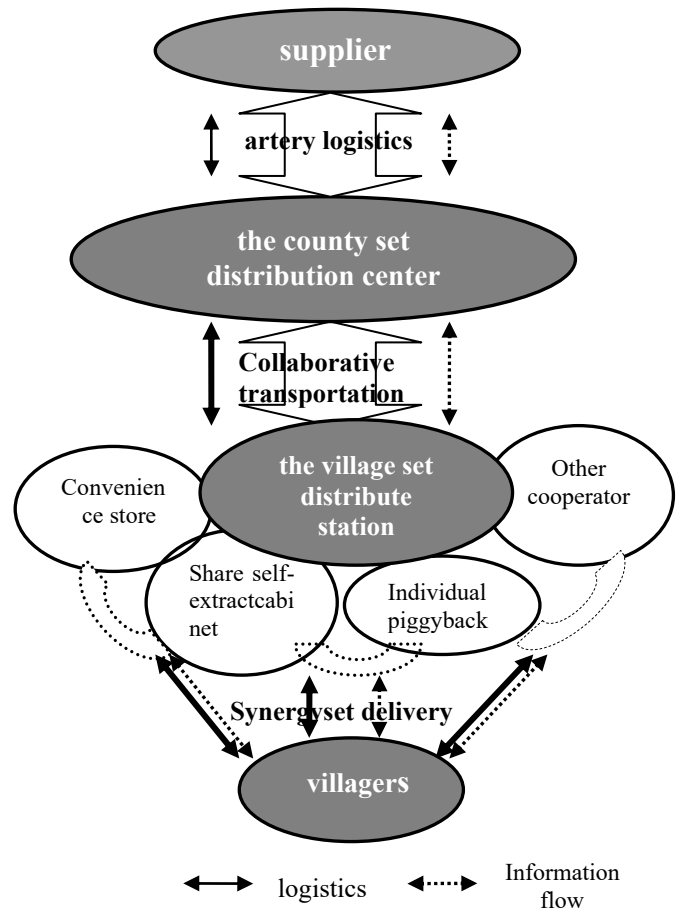 supplier
artery logistics
the county set
distribution center
Collaborative
transportation
the village set
distribute
station
Convenien
ce store
Other
cooperator
Share self-
extractcabi
net
Individual
piggyback
Synergyset delivery
villagers
logistics
Information
flow